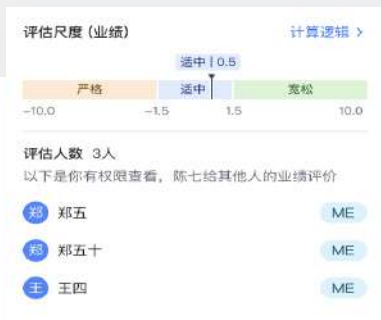 评估尺度（业绩） 计算逻辑 >
适中 | 0.5
严格 适中 宽松
-10.0 -1.5 1.5 10.0
评估人数 3人
以下是你有权限查看，陈七给其他人的业绩评价
郑 郑五 ME
郑 郑五十 ME
王 王四 ME